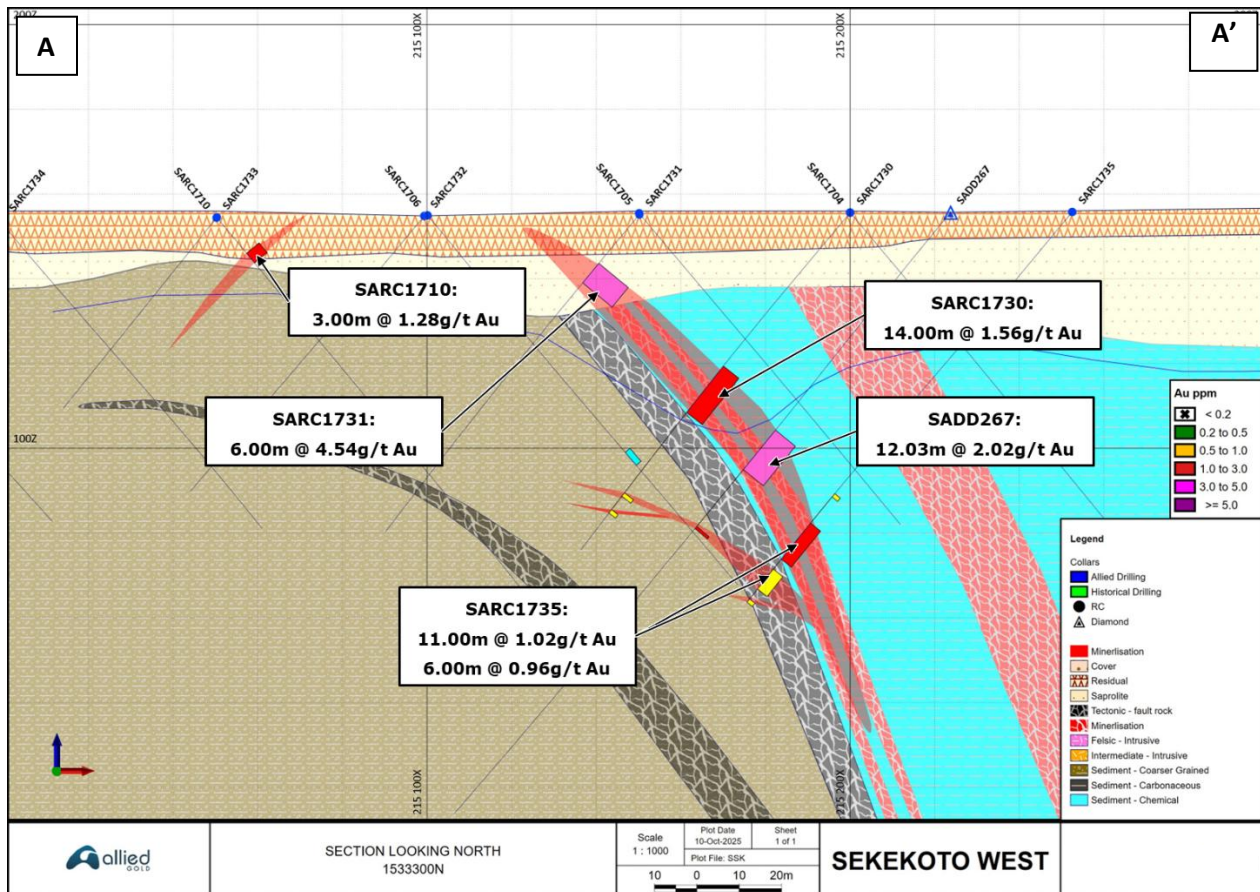 200Z
A
A’
215 100X
215 200X
SARC1734
SARC1710
SARC1733
SARC1706
SARC1732
SARC1705
SARC1731
SARC1704
SARC1730
SADD267
SARC1735
SARC1710:
3.00m @ 1.28g/t Au
SARC1730:
14.00m @ 1.56g/t Au
SARC1731:
6.00m @ 4.54g/t Au
SADD267:
12.03m @ 2.02g/t Au
100Z
SARC1735:
11.00m @ 1.02g/t Au
6.00m @ 0.96g/t Au
Au ppm
< 0.2
0.2 to 0.5
0.5 to 1.0
1.0 to 3.0
3.0 to 5.0
>= 5.0
Legend
Collars
Allied Drilling
Historical Drilling
RC
Diamond
Minerlisation
Cover
Residual
Saprolite
Tectonic - fault rock
Minerlisation
Felsic - Intrusive
Intermediate - Intrusive
Sediment - Coarser Grained
Sediment - Carbonaceous
Sediment - Chemical
215 100X
215 200X
allied
GOLD
SECTION LOOKING NORTH
1533300N
Scale
1 : 1000
Plot Date
10-Oct-2025
Sheet
1 of 1
Plot File: SSK
10 0 10 20m
SEKEKOTO WEST